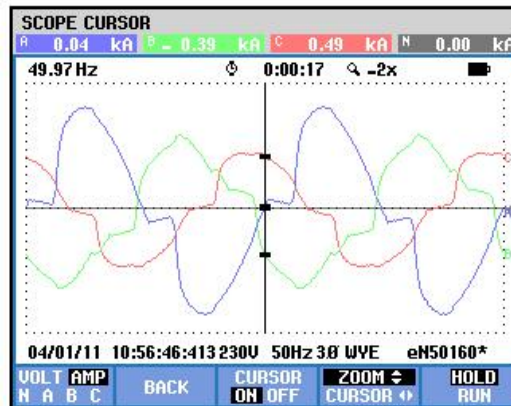 SCOPE CURSOR
A 0.04 kA B - 0.39 kA C 0.49 kA N 0.00 kA
49.97 Hz 0:00:17 -2x
C
A
B
04/01/11 10:56:46:413 230V 50Hz 3Ø WYE eN50160*
VOLT AMP BACK CURSOR ZOOM HOLD
N A B C ON OFF CURSOR RUN